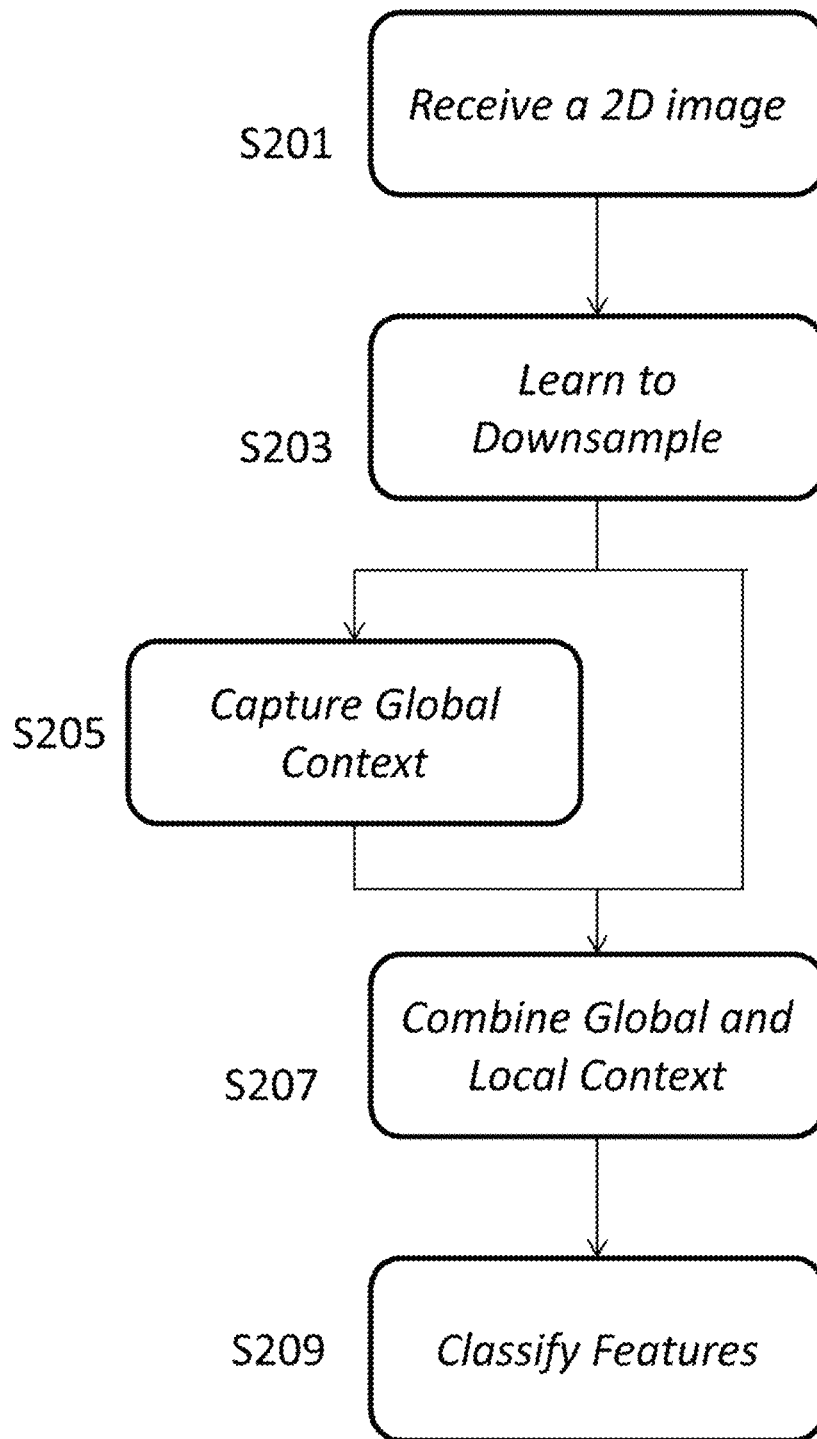 S201
Receive a 2D image
S203
Learn to
Downsample
S205
Capture Global
Context
S207
Combine Global and
Local Context
S209
Classify Features